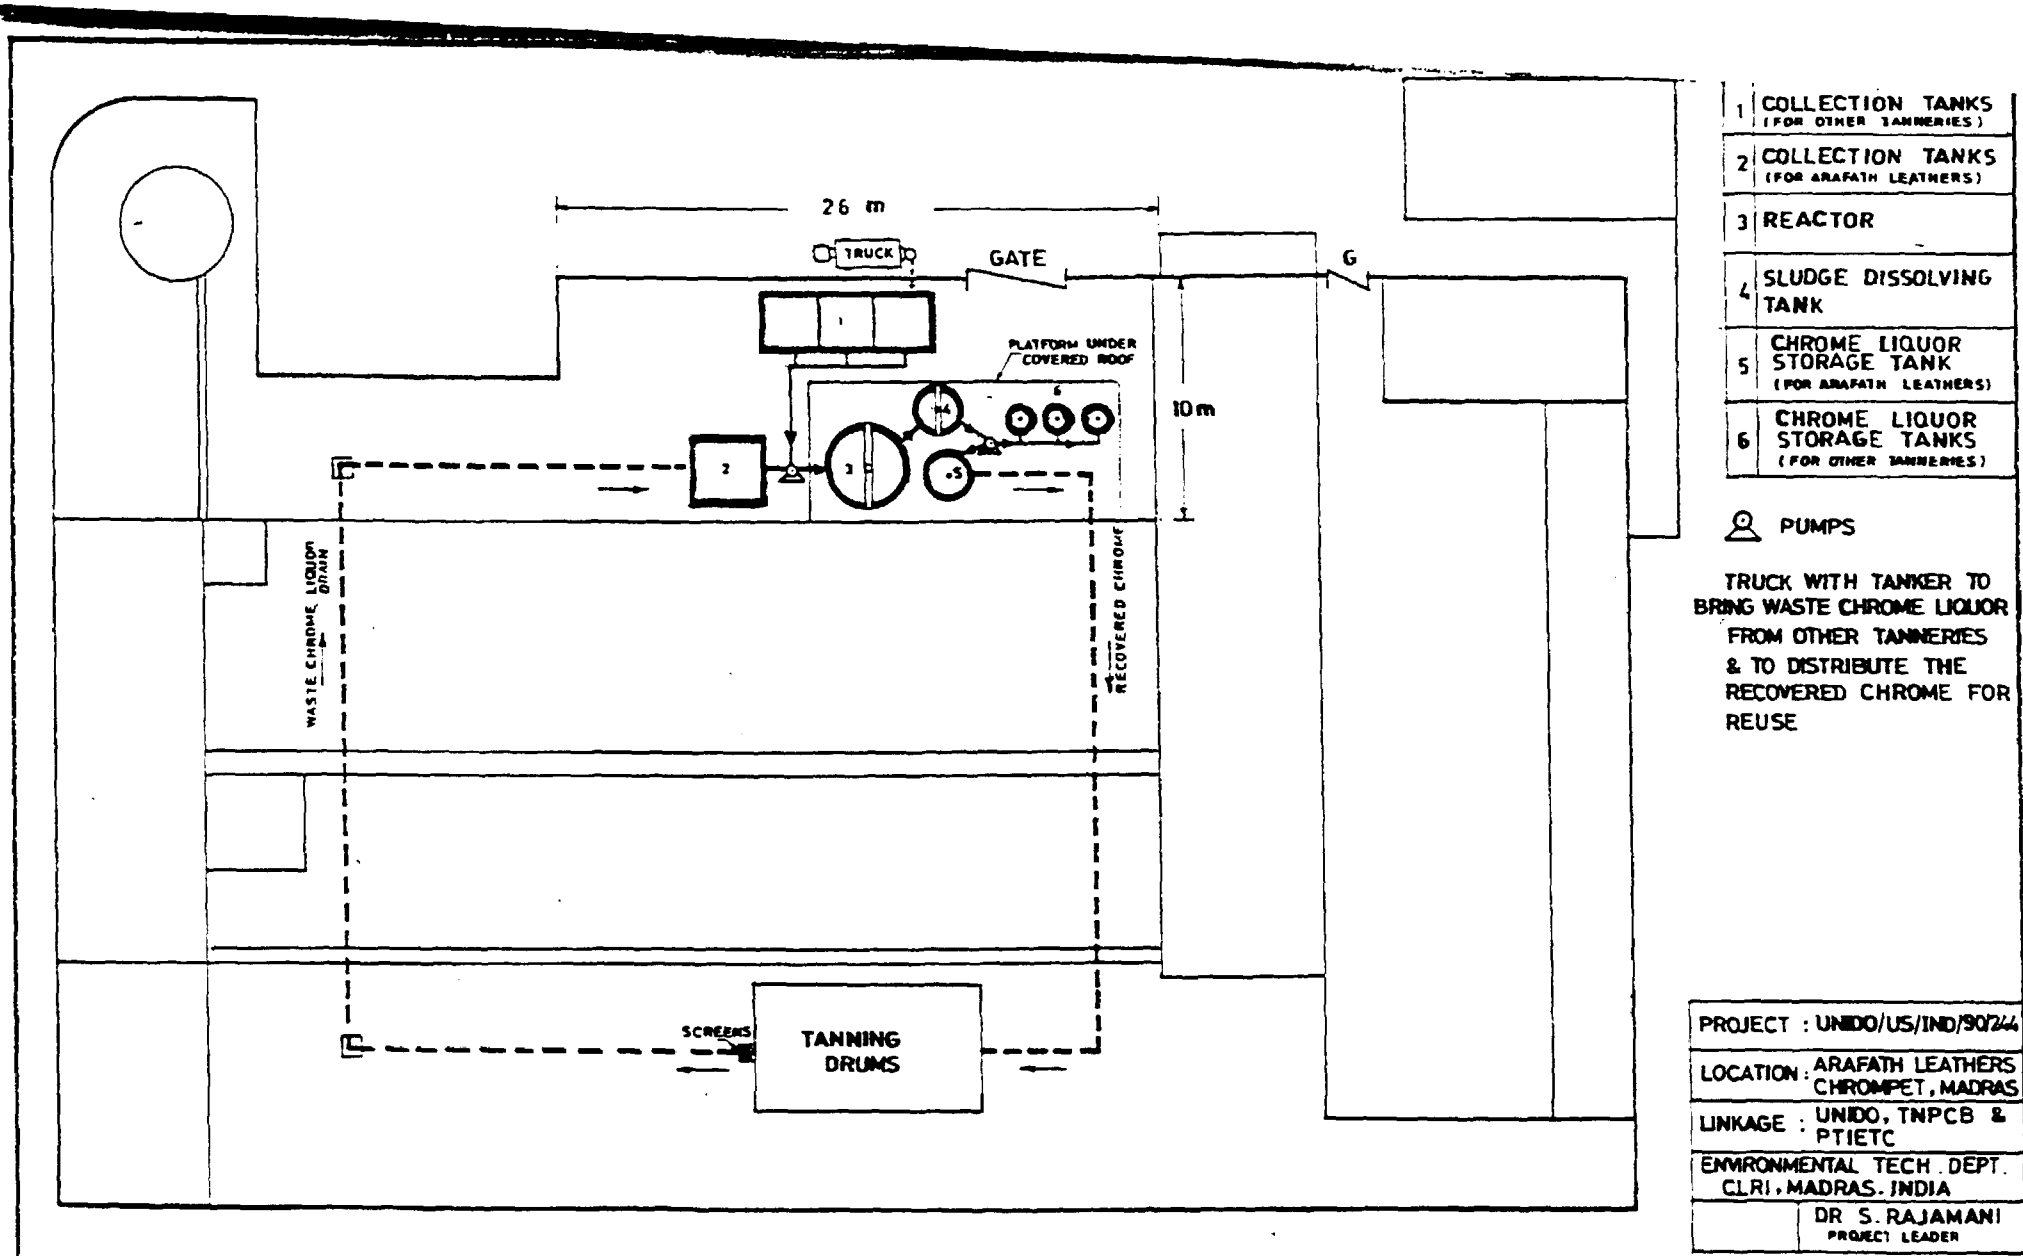 26 m
TRUCK
GATE
G
1
PLATFORM UNDER
COVERED ROOF
6
4
10 m
2
3
5
WASTE CHROME LIQUOR
DRAIN
RECOVERED CHROME
SCREENS
TANNING
DRUMS
1 COLLECTION TANKS
(FOR OTHER TANNERIES)
2 COLLECTION TANKS
(FOR ARAFATH LEATHERS)
3 REACTOR
4 SLUDGE DISSOLVING
TANK
5 CHROME LIQUOR
STORAGE TANK
(FOR ARAFATH LEATHERS)
6 CHROME LIQUOR
STORAGE TANKS
(FOR OTHER TANNERIES)
PUMPS
TRUCK WITH TANKER TO
BRING WASTE CHROME LIQUOR
FROM OTHER TANNERIES
& TO DISTRIBUTE THE
RECOVERED CHROME FOR
REUSE
PROJECT : UNIDO/US/IND/90/244
LOCATION : ARAFATH LEATHERS
CHROMPET, MADRAS
LINKAGE : UNIDO, TNPCB &
PTIETC
ENVIRONMENTAL TECH. DEPT.
CLRI, MADRAS. INDIA
DR S. RAJAMANI
PROJECT LEADER